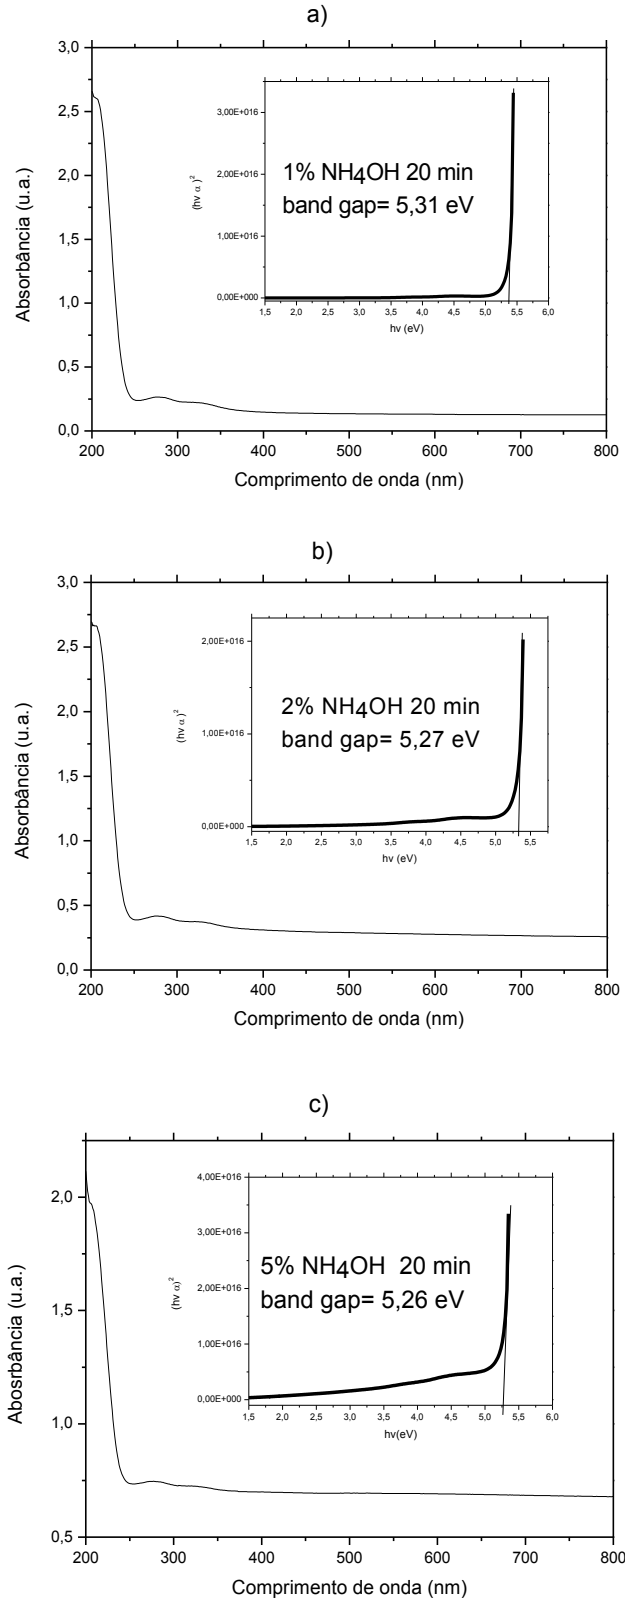 a)
3,0
2,5
2,0
1,5
1,0
0,5
0,0
Absorbância (u.a.)
200 300 400 500 600 700 800
Comprimento de onda (nm)
3,00E+016
2,00E+016
1,00E+016
0,00E+000
(hv α )²
1% NH4OH 20 min
band gap= 5,31 eV
1,5 2,0 2,5 3,0 3,5 4,0 4,5 5,0 5,5 6,0
hv (eV)
b)
3,0
2,5
2,0
1,5
1,0
0,5
0,0
Absorbância (u.a.)
200 300 400 500 600 700 800
Comprimento de onda (nm)
2,00E+016
1,00E+016
0,00E+000
(hv α )²
2% NH4OH 20 min
band gap= 5,27 eV
1,5 2,0 2,5 3,0 3,5 4,0 4,5 5,0 5,5
hv (eV)
c)
2,0
1,5
1,0
0,5
Abosrbância (u.a.)
200 300 400 500 600 700 800
Comprimento de onda (nm)
4,00E+016
3,00E+016
2,00E+016
1,00E+016
0,00E+000
(hv α)²
5% NH4OH 20 min
band gap= 5,26 eV
1,5 2,0 2,5 3,0 3,5 4,0 4,5 5,0 5,5 6,0
hv(eV)